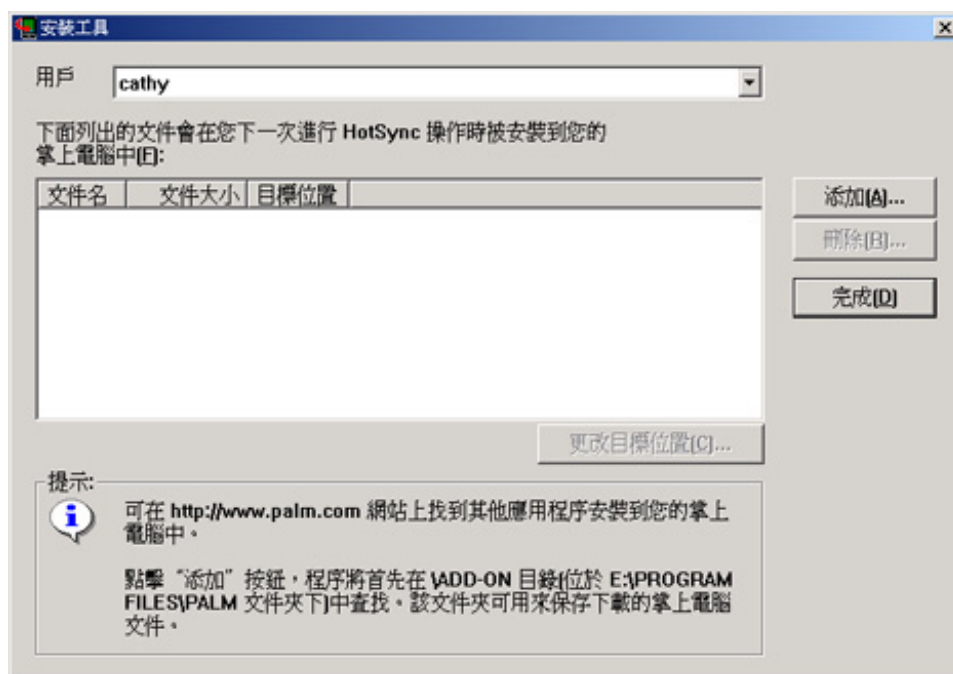 安裝工具
用戶
cathy
下面列出的文件會在您下一次進行 HotSync 操作時被安裝到您的
掌上電腦中(F):
文件名 文件大小 目標位置
添加(A)...
刪除(R)...
完成(D)
更改目標位置(C)...
提示:
可在 http://www.palm.com 網站上找到其他應用程序安裝到您的掌上
電腦中。
點擊“添加”按鈕，程序將首先在 \ADD-ON 目錄(位於 E:\PROGRAM
FILES\PALM 文件夾下)中查找。該文件夾可用來保存下載的掌上電腦
文件。